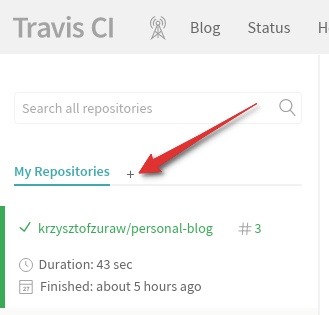 Travis CI Blog Status H
Search all repositories
My Repositories +
krzysztofzuraw/personal-blog # 3
Duration: 43 sec
27 Finished: about 5 hours ago